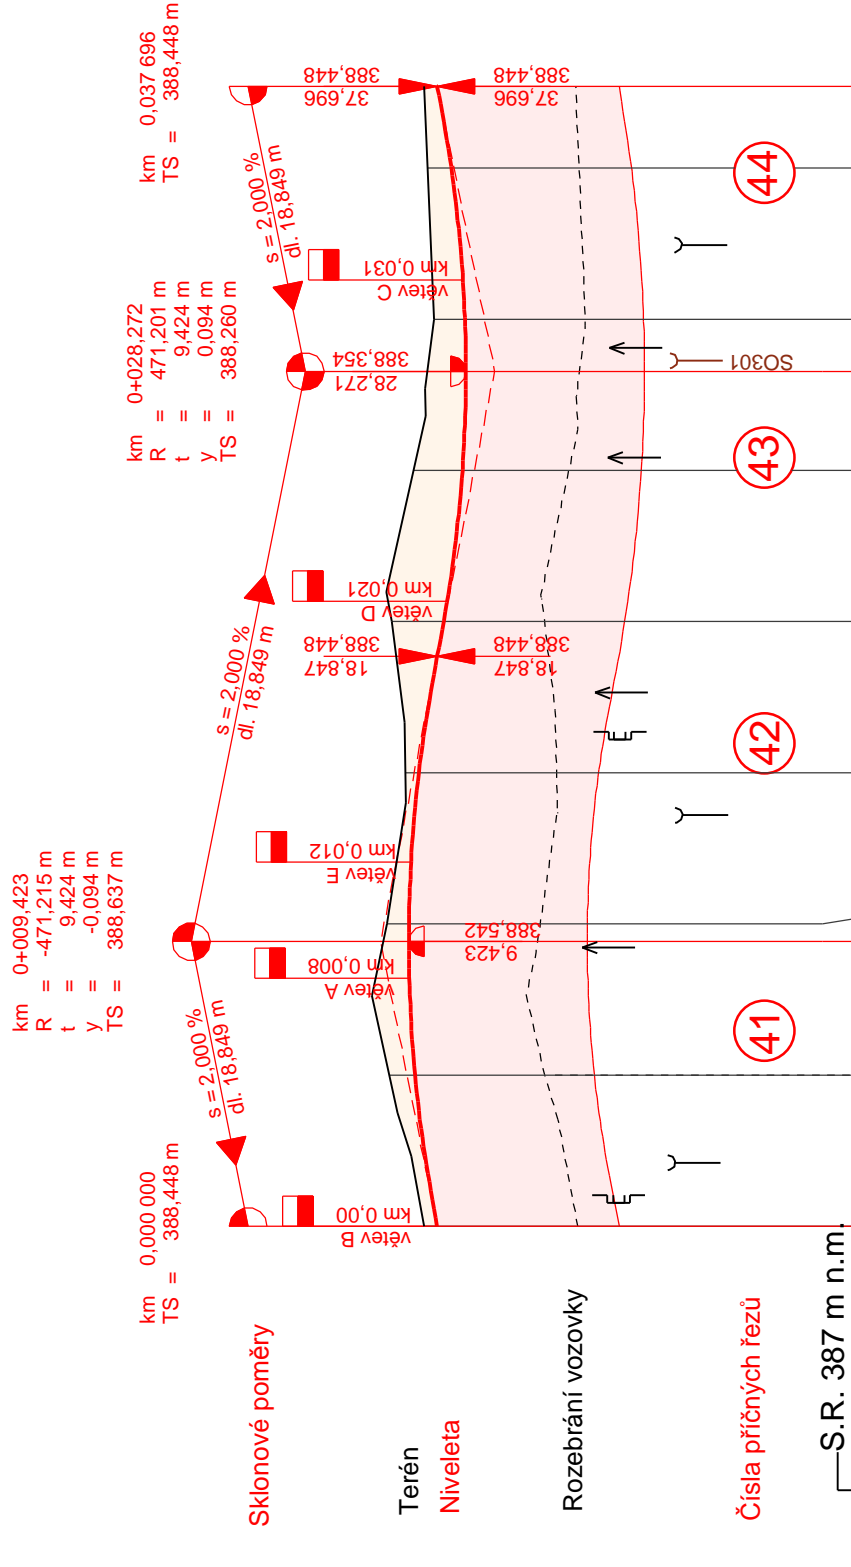 km 0,000 000
TS = 388,448 m
km 0+009,423
R = -471,215 m
t = 9,424 m
y = -0,094 m
TS = 388,637 m
km 0+028,272
R = 471,201 m
t = 9,424 m
y = 0,094 m
TS = 388,260 m
km 0,037 696
TS = 388,448 m
Sklonové poměry
s = 2,000 %
dl. 18,849 m
s = 2,000 %
dl. 18,849 m
s = 2,000 %
dl. 18,849 m
větev B
km 0,00
větev A
km 0,008
větev E
km 0,012
větev D
km 0,021
větev C
km 0,031
388,448
18,847
388,354
28,271
388,448
37,696
Terén
Niveleta
388,542
9,423
388,448
18,847
388,448
37,696
Rozebrání vozovky
SO301
Čísla příčných řezů
41
42
43
44
S.R. 387 m n.m.